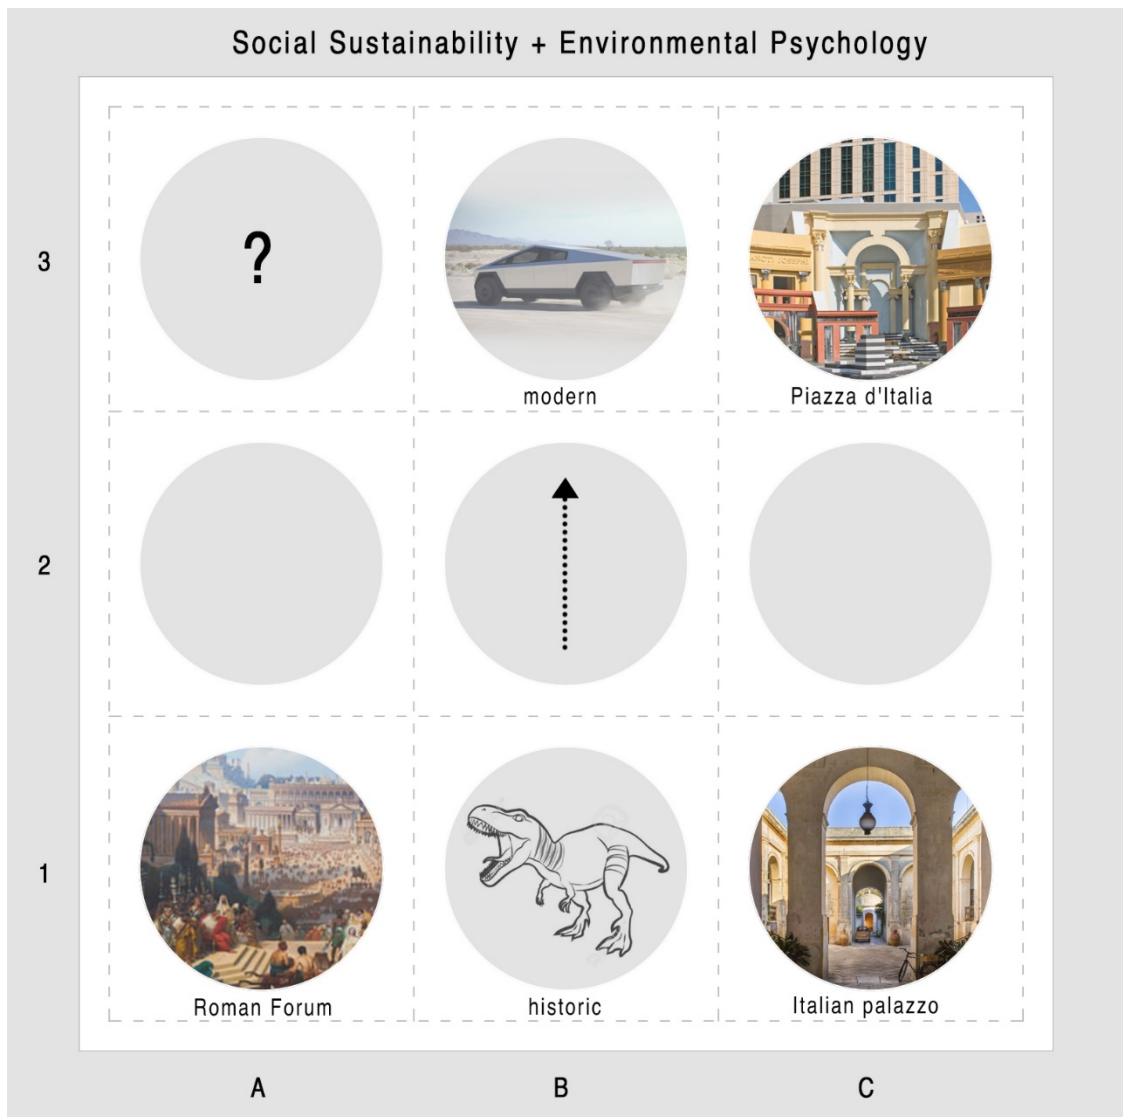 Social Sustainability + Environmental Psychology
3
?
modern
Piazza d'Italia
2
1
Roman Forum
historic
Italian palazzo
A
B
C